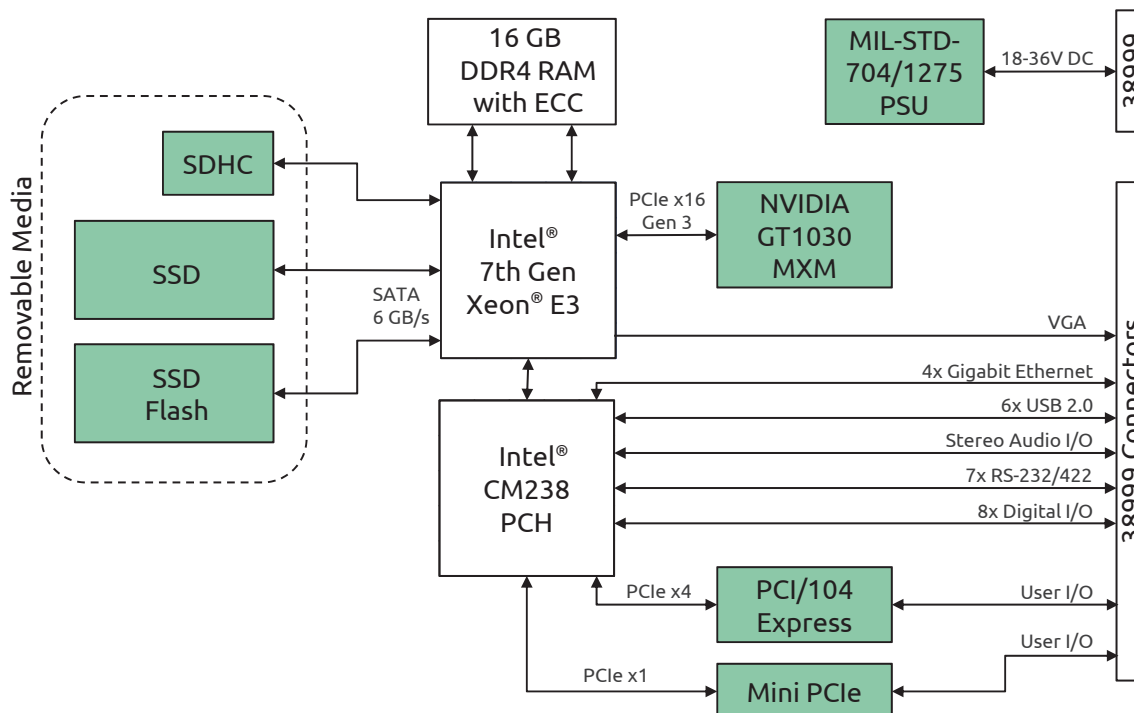 16 GB
DDR4 RAM
with ECC
MIL-STD-
704/1275
PSU
18-36V DC
38999
Removable Media
SDHC
SSD
SSD
Flash
SATA
6 GB/s
Intel®
7th Gen
Xeon® E3
PCIe x16
Gen 3
NVIDIA
GT1030
MXM
VGA
4x Gigabit Ethernet
6x USB 2.0
Stereo Audio I/O
7x RS-232/422
8x Digital I/O
38999 Connectors
Intel®
CM238
PCH
PCIe x4
PCI/104
Express
User I/O
User I/O
PCIe x1
Mini PCIe